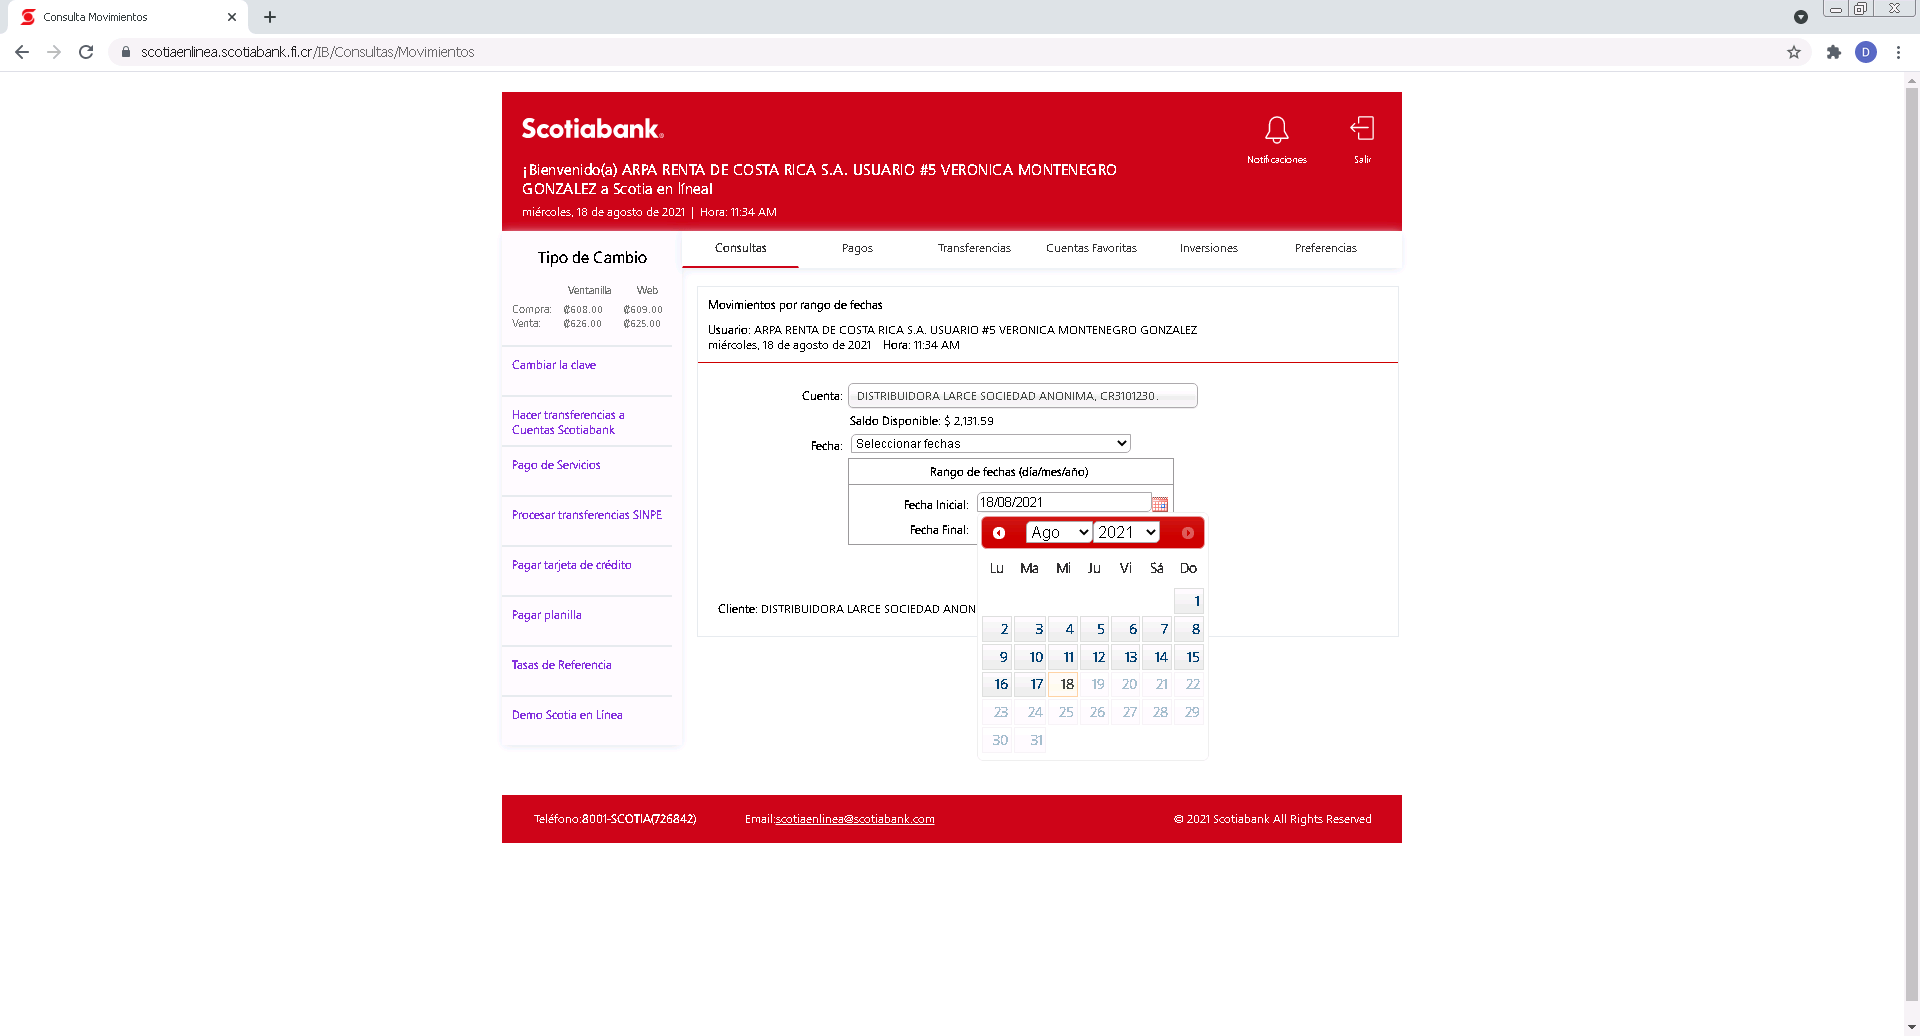 Consulta Movimientos
scotiaenlinea.scotiabank.fi.cr/IB/Consultas/Movimientos
D
Scotiabank®
Notificaciones
Salir
¡Bienvenido(a) ARPA RENTA DE COSTA RICA S.A. USUARIO #5 VERONICA MONTENEGRO
GONZALEZ a Scotia en línea!
miércoles, 18 de agosto de 2021 | Hora: 11:34 AM
Consultas Pagos Transferencias Cuentas Favoritas Inversiones Preferencias
Tipo de Cambio
Ventanilla Web
Compra: ₡608.00 ₡609.00
Venta: ₡626.00 ₡625.00
Cambiar la clave
Hacer transferencias a
Cuentas Scotiabank
Pago de Servicios
Procesar transferencias SINPE
Pagar tarjeta de crédito
Pagar planilla
Tasas de Referencia
Demo Scotia en Línea
Movimientos por rango de fechas
Usuario: ARPA RENTA DE COSTA RICA S.A. USUARIO #5 VERONICA MONTENEGRO GONZALEZ
miércoles, 18 de agosto de 2021 Hora: 11:34 AM
Cuenta: DISTRIBUIDORA LARCE SOCIEDAD ANONIMA, CR3101230.
Saldo Disponible: $ 2,131.59
Fecha: Seleccionar fechas
Rango de fechas (día/mes/año)
Fecha Inicial: 18/08/2021
Fecha Final:
Ago 2021
Lu Ma Mi Ju Vi Sá Do
1
2 3 4 5 6 7 8
9 10 11 12 13 14 15
16 17 18 19 20 21 22
23 24 25 26 27 28 29
30 31
Cliente: DISTRIBUIDORA LARCE SOCIEDAD ANON
Teléfono:8001-SCOTIA(726842) Email:scotiaenlinea@scotiabank.com © 2021 Scotiabank All Rights Reserved